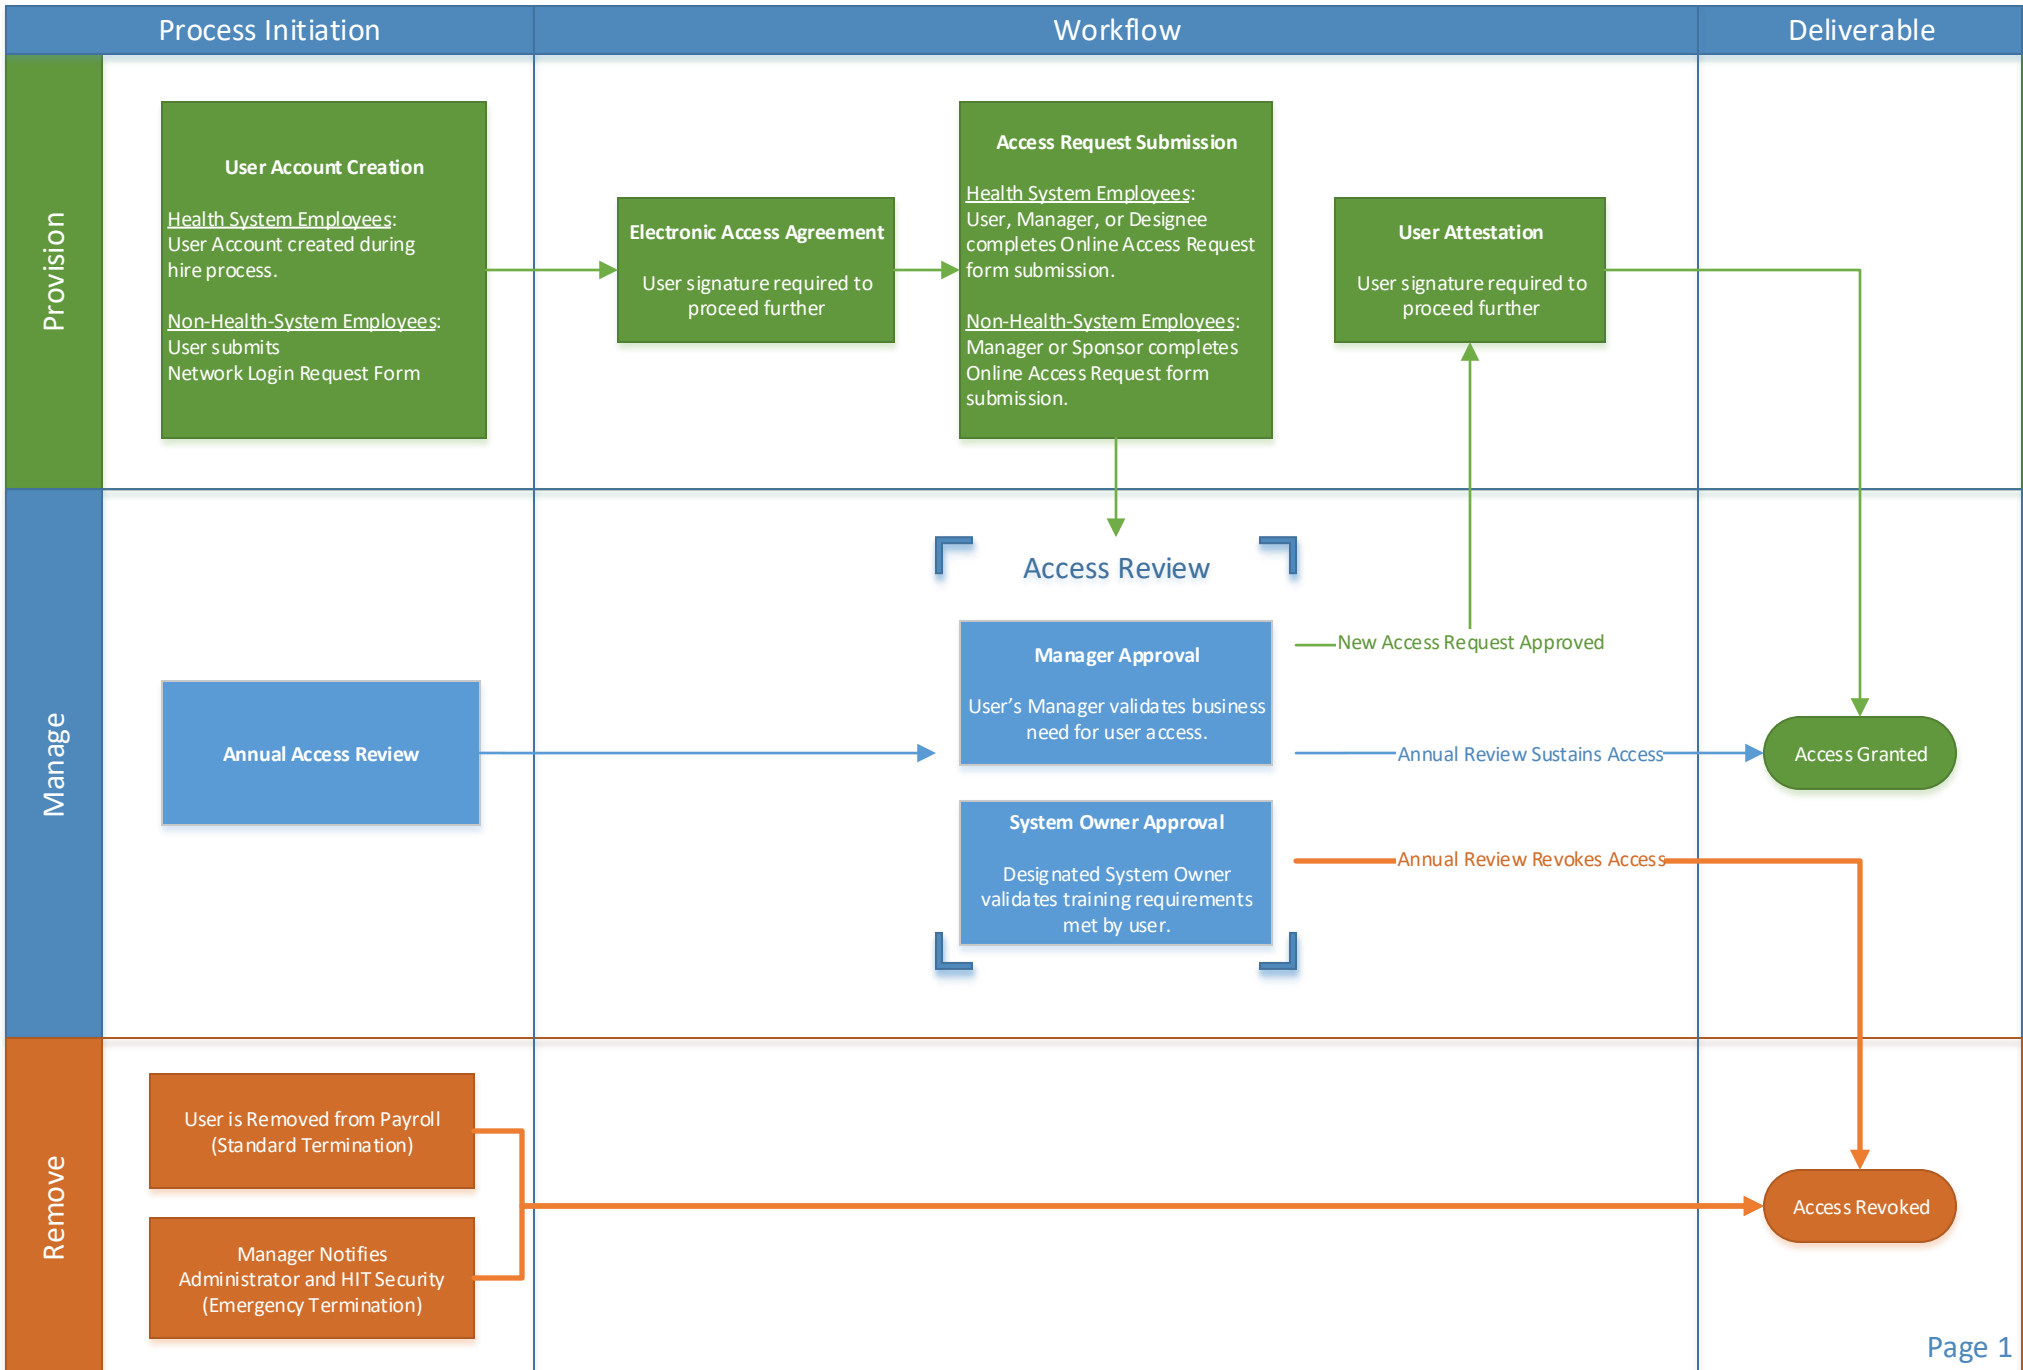 Process Initiation
Workflow
Deliverable
Provision
User Account Creation
Health System Employees:
User Account created during
hire process.
Non-Health-System Employees:
User submits
Network Login Request Form
Electronic Access Agreement
User signature required to
proceed further
Access Request Submission
Health System Employees:
User, Manager, or Designee
completes Online Access Request
form submission.
Non-Health-System Employees:
Manager or Sponsor completes
Online Access Request form
submission.
User Attestation
User signature required to
proceed further
Manage
Annual Access Review
Access Review
Manager Approval
User’s Manager validates business
need for user access.
System Owner Approval
Designated System Owner
validates training requirements
met by user.
New Access Request Approved
Annual Review Sustains Access
Annual Review Revokes Access
Access Granted
Remove
User is Removed from Payroll
(Standard Termination)
Manager Notifies
Administrator and HIT Security
(Emergency Termination)
Access Revoked
Page 1